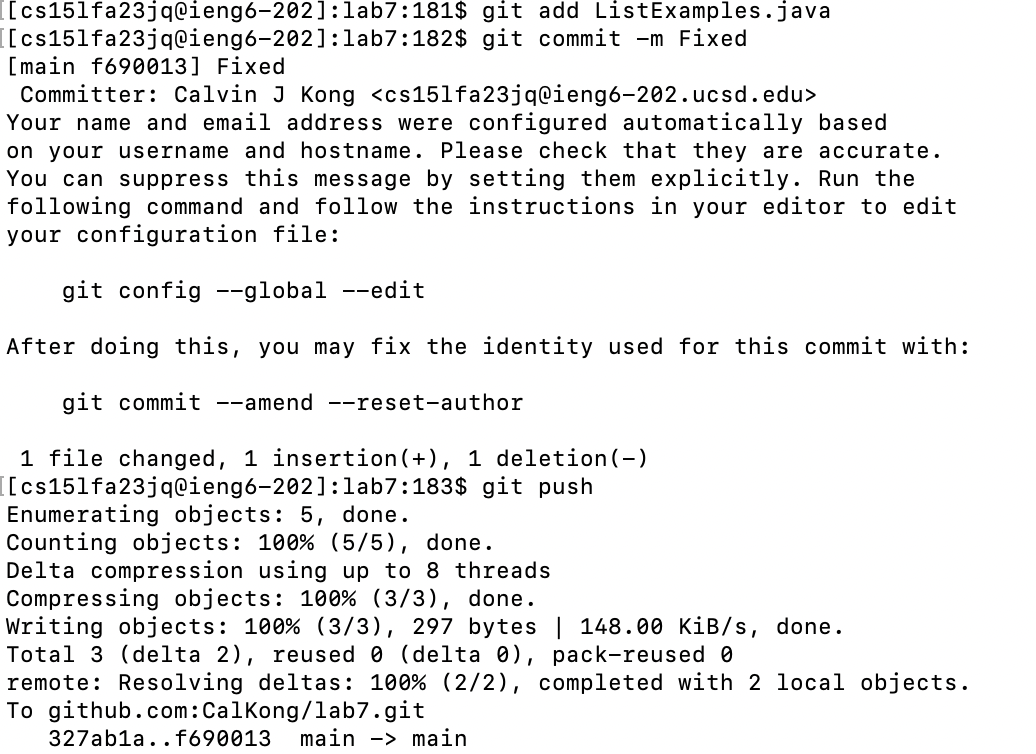 [[cs15lfa23jq@ieng6-202]:lab7:181$ git add ListExamples.java
[[cs15lfa23jq@ieng6-202]:lab7:182$ git commit -m Fixed
[main f690013] Fixed
 Committer: Calvin J Kong <cs15lfa23jq@ieng6-202.ucsd.edu>
Your name and email address were configured automatically based
on your username and hostname. Please check that they are accurate.
You can suppress this message by setting them explicitly. Run the
following command and follow the instructions in your editor to edit
your configuration file:

    git config --global --edit

After doing this, you may fix the identity used for this commit with:

    git commit --amend --reset-author

 1 file changed, 1 insertion(+), 1 deletion(-)
[[cs15lfa23jq@ieng6-202]:lab7:183$ git push
Enumerating objects: 5, done.
Counting objects: 100% (5/5), done.
Delta compression using up to 8 threads
Compressing objects: 100% (3/3), done.
Writing objects: 100% (3/3), 297 bytes | 148.00 KiB/s, done.
Total 3 (delta 2), reused 0 (delta 0), pack-reused 0
remote: Resolving deltas: 100% (2/2), completed with 2 local objects.
To github.com:CalKong/lab7.git
   327ab1a..f690013  main -> main